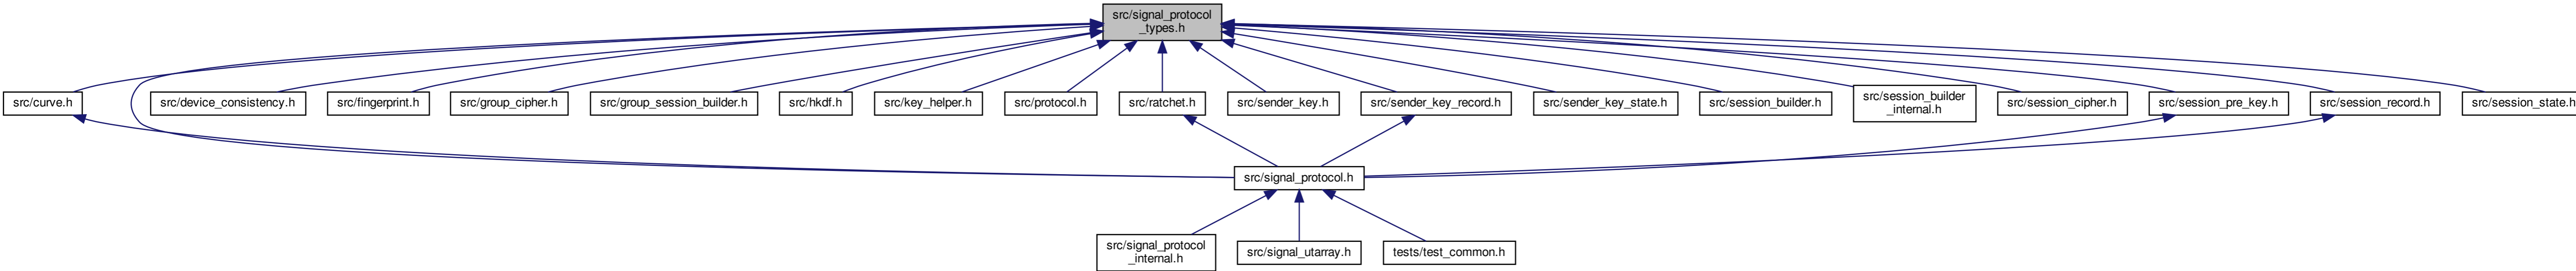 src/signal_protocol
_types.h
src/curve.h
src/device_consistency.h
src/fingerprint.h
src/group_cipher.h
src/group_session_builder.h
src/hkdf.h
src/key_helper.h
src/protocol.h
src/ratchet.h
src/sender_key.h
src/sender_key_record.h
src/sender_key_state.h
src/session_builder.h
src/session_builder
_internal.h
src/session_cipher.h
src/session_pre_key.h
src/session_record.h
src/session_state.h
src/signal_protocol.h
src/signal_protocol
_internal.h
src/signal_utarray.h
tests/test_common.h